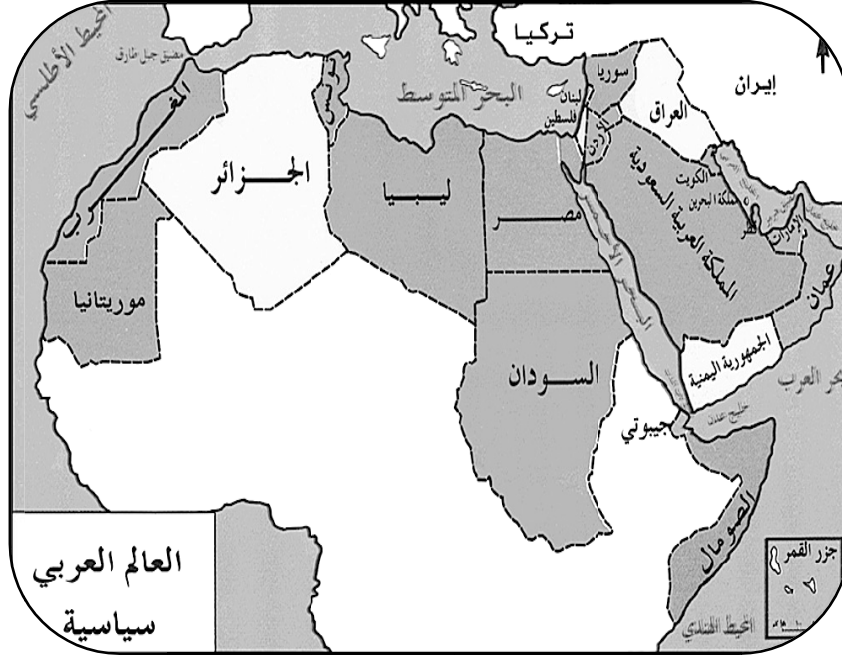 المحيط الأطلسي
مضيق جبل طارق
تركيا
إيران
سوريا
لبنان
فلسطين
العراق
الأردن
البحر المتوسط
تونس
المغرب
الجزائر
ليبيا
مصر
الكويت
مملكة البحرين
قطر
الإمارات
المملكة العربية السعودية
البحر الأحمر
عمان
موريتانيا
السودان
الجمهورية اليمنية
بحر العرب
خليج عدن
جيبوتي
الصومال
جزر القمر
المحيط الهندي
العالم العربي
سياسية